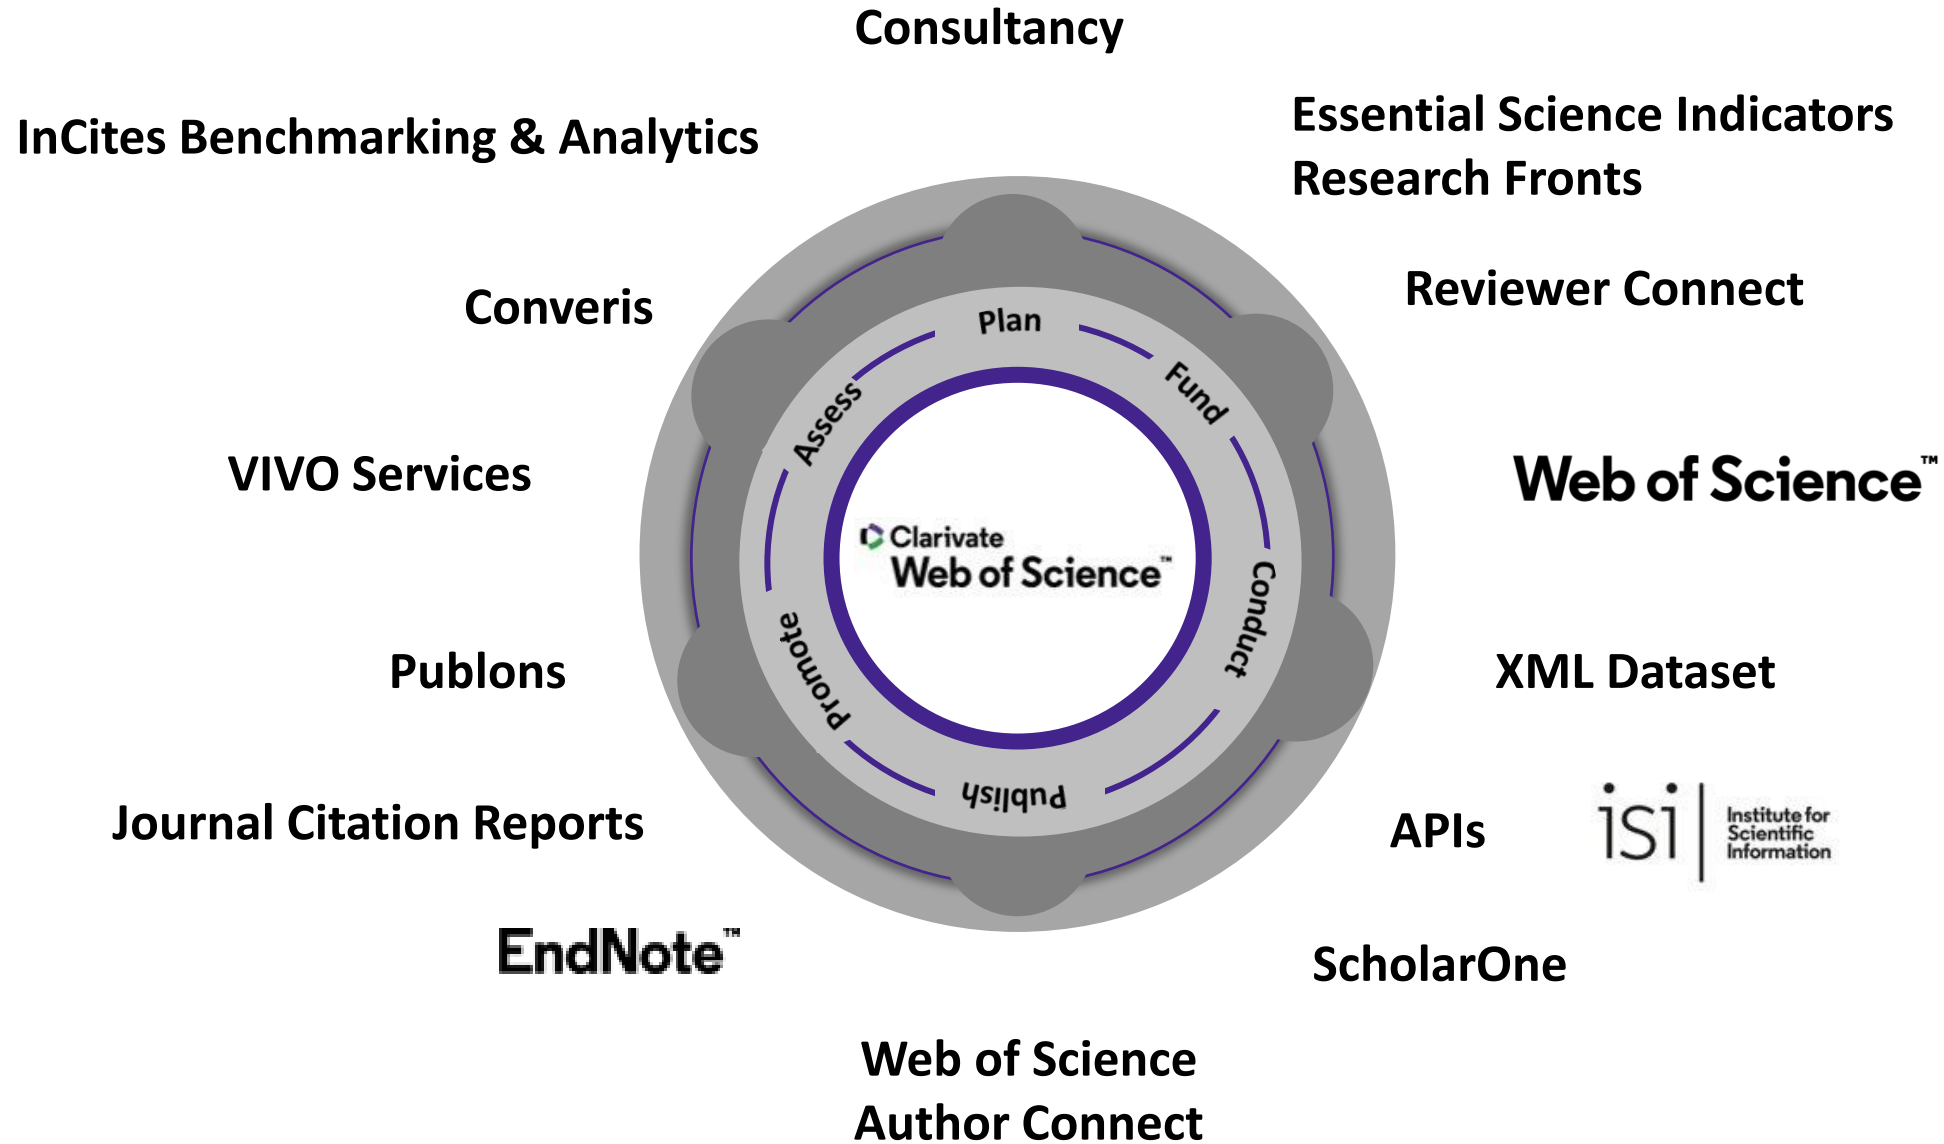 Consultancy
InCites Benchmarking & Analytics
Essential Science Indicators
Research Fronts
Converis
Reviewer Connect
VIVO Services
Web of Science™
Publons
XML Dataset
Journal Citation Reports
APIs
isi
Institute for
Scientific
Information
EndNote™
ScholarOne
Web of Science
Author Connect
Plan
Fund
Conduct
Publish
Promote
Assess
Clarivate
Web of Science™